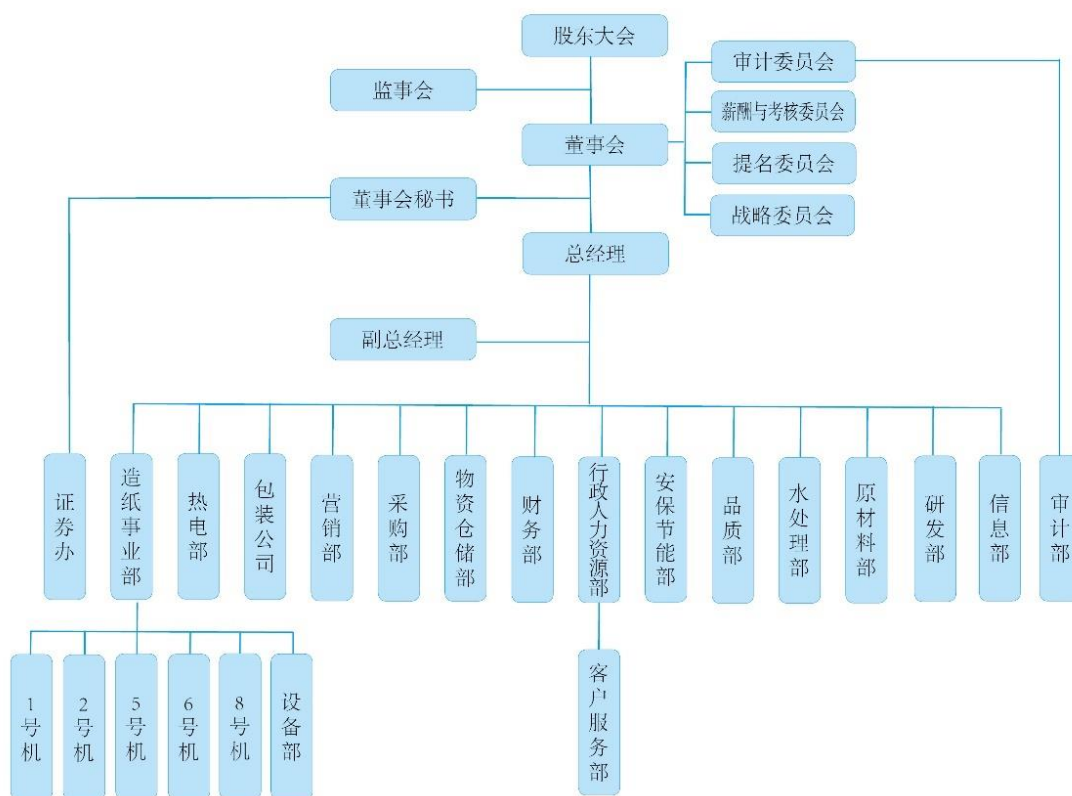 股东大会
审计委员会
监事会
薪酬与考核委员会
董事会
提名委员会
董事会秘书
战略委员会
总经理
副总经理
证券办
造纸事业部
热电部
包装公司
营销部
采购部
物资仓储部
财务部
行政人力资源部
安保节能部
品质部
水处理部
原材料部
研发部
信息部
审计部
1号机
2号机
5号机
6号机
8号机
设备部
客户服务部